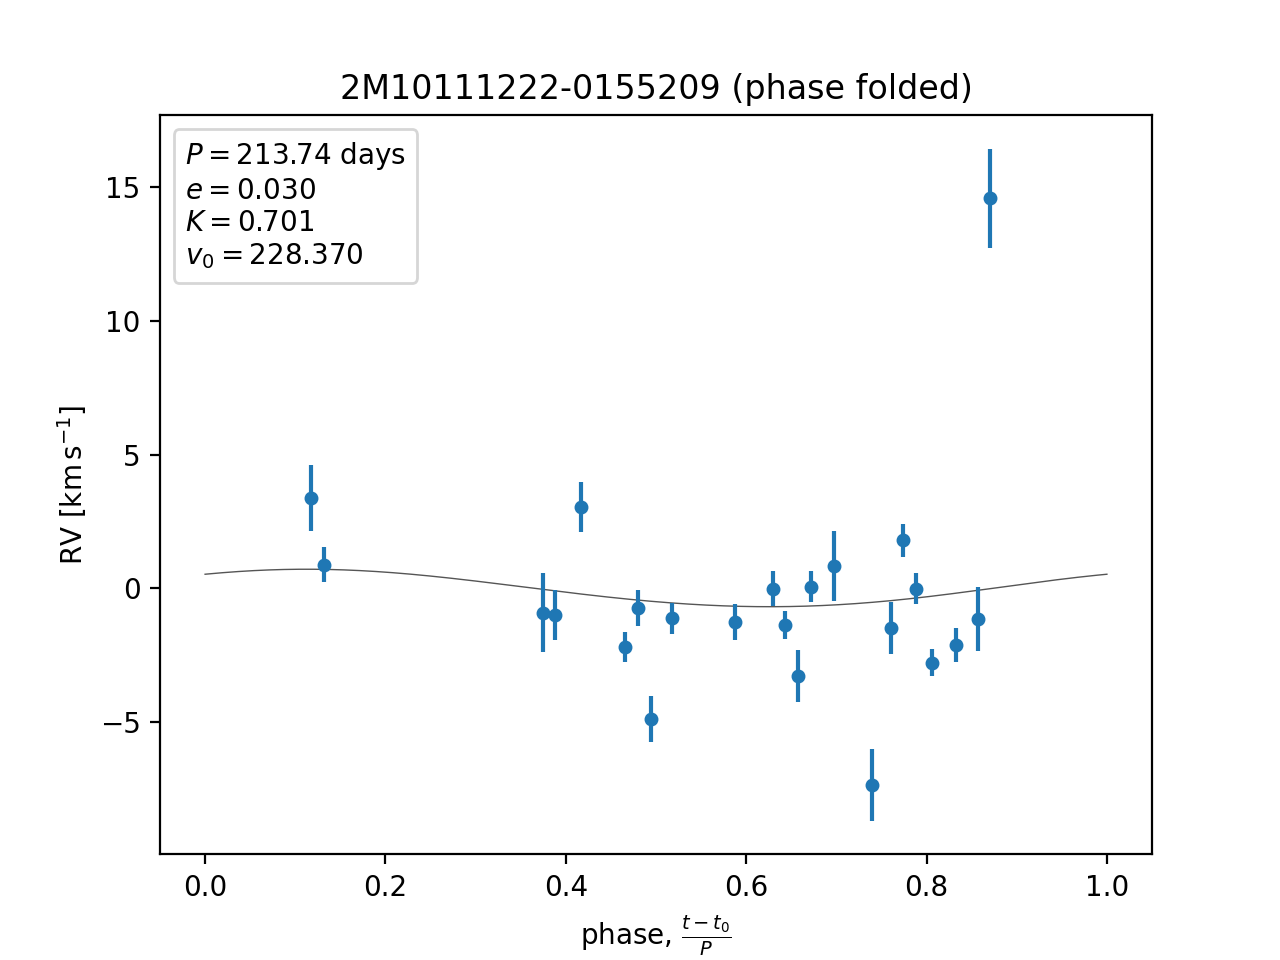 2M10111222-0155209 (phase folded)
P = 213.74 days
e = 0.030
K = 0.701
v₀ = 228.370
15
10
5
0
−5
RV [km s⁻¹]
0.0 0.2 0.4 0.6 0.8 1.0
phase, (t − t₀)/P